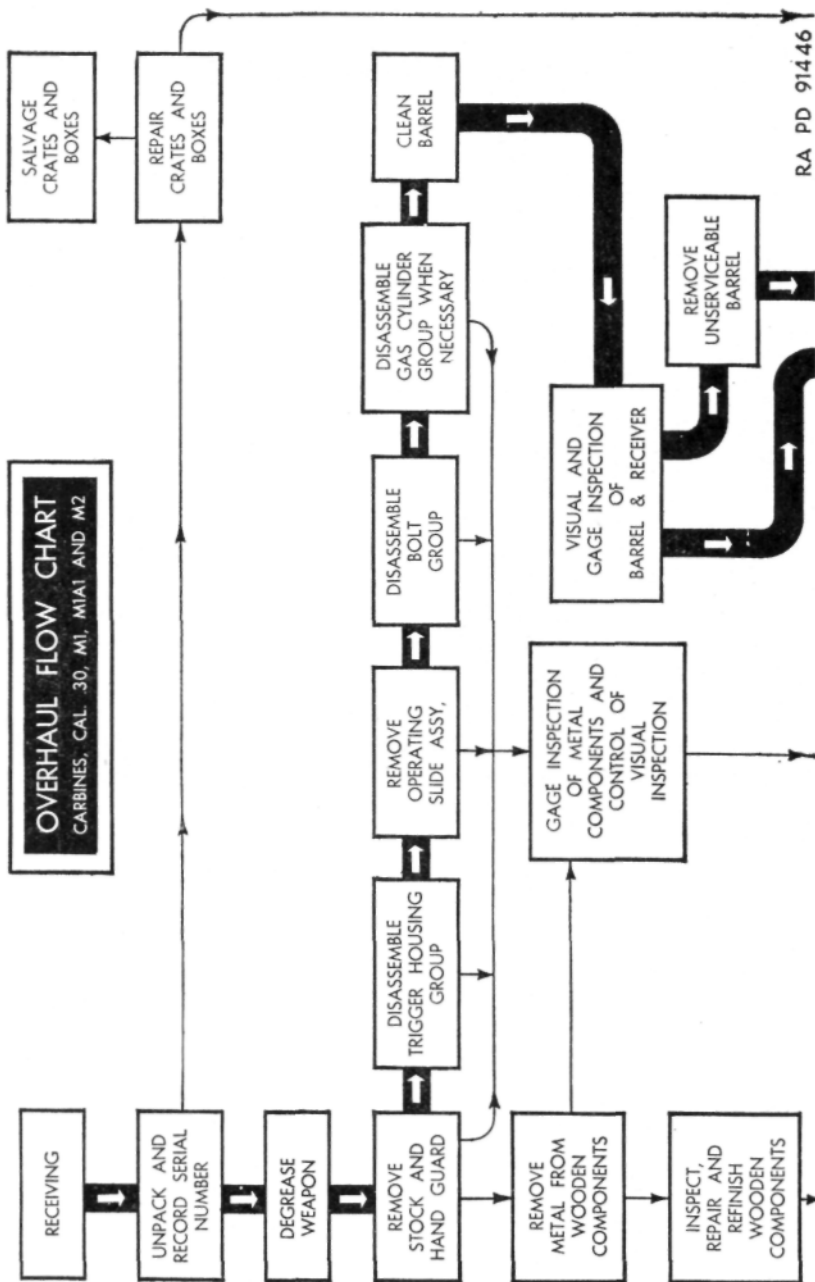 OVERHAUL FLOW CHART
CARBINES, CAL. 30, M1, M1A1 AND M2
RECEIVING
UNPACK AND
RECORD SERIAL
NUMBER
DEGREASE
WEAPON
REMOVE
STOCK AND
HAND GUARD
REMOVE
METAL FROM
WOODEN
COMPONENTS
INSPECT,
REPAIR AND
REFINISH
WOODEN
COMPONENTS
SALVAGE
CRATES AND
BOXES
REPAIR
CRATES AND
BOXES
DISASSEMBLE
TRIGGER HOUSING
GROUP
REMOVE
OPERATING
SLIDE ASSY,
DISASSEMBLE
BOLT
GROUP
DISASSEMBLE
GAS CYLINDER
GROUP WHEN
NECESSARY
CLEAN
BARREL
GAGE INSPECTION
OF METAL
COMPONENTS AND
CONTROL OF
VISUAL
INSPECTION
VISUAL AND
GAGE INSPECTION
OF
BARREL & RECEIVER
REMOVE
UNSERVICEABLE
BARREL
RA PD 91446